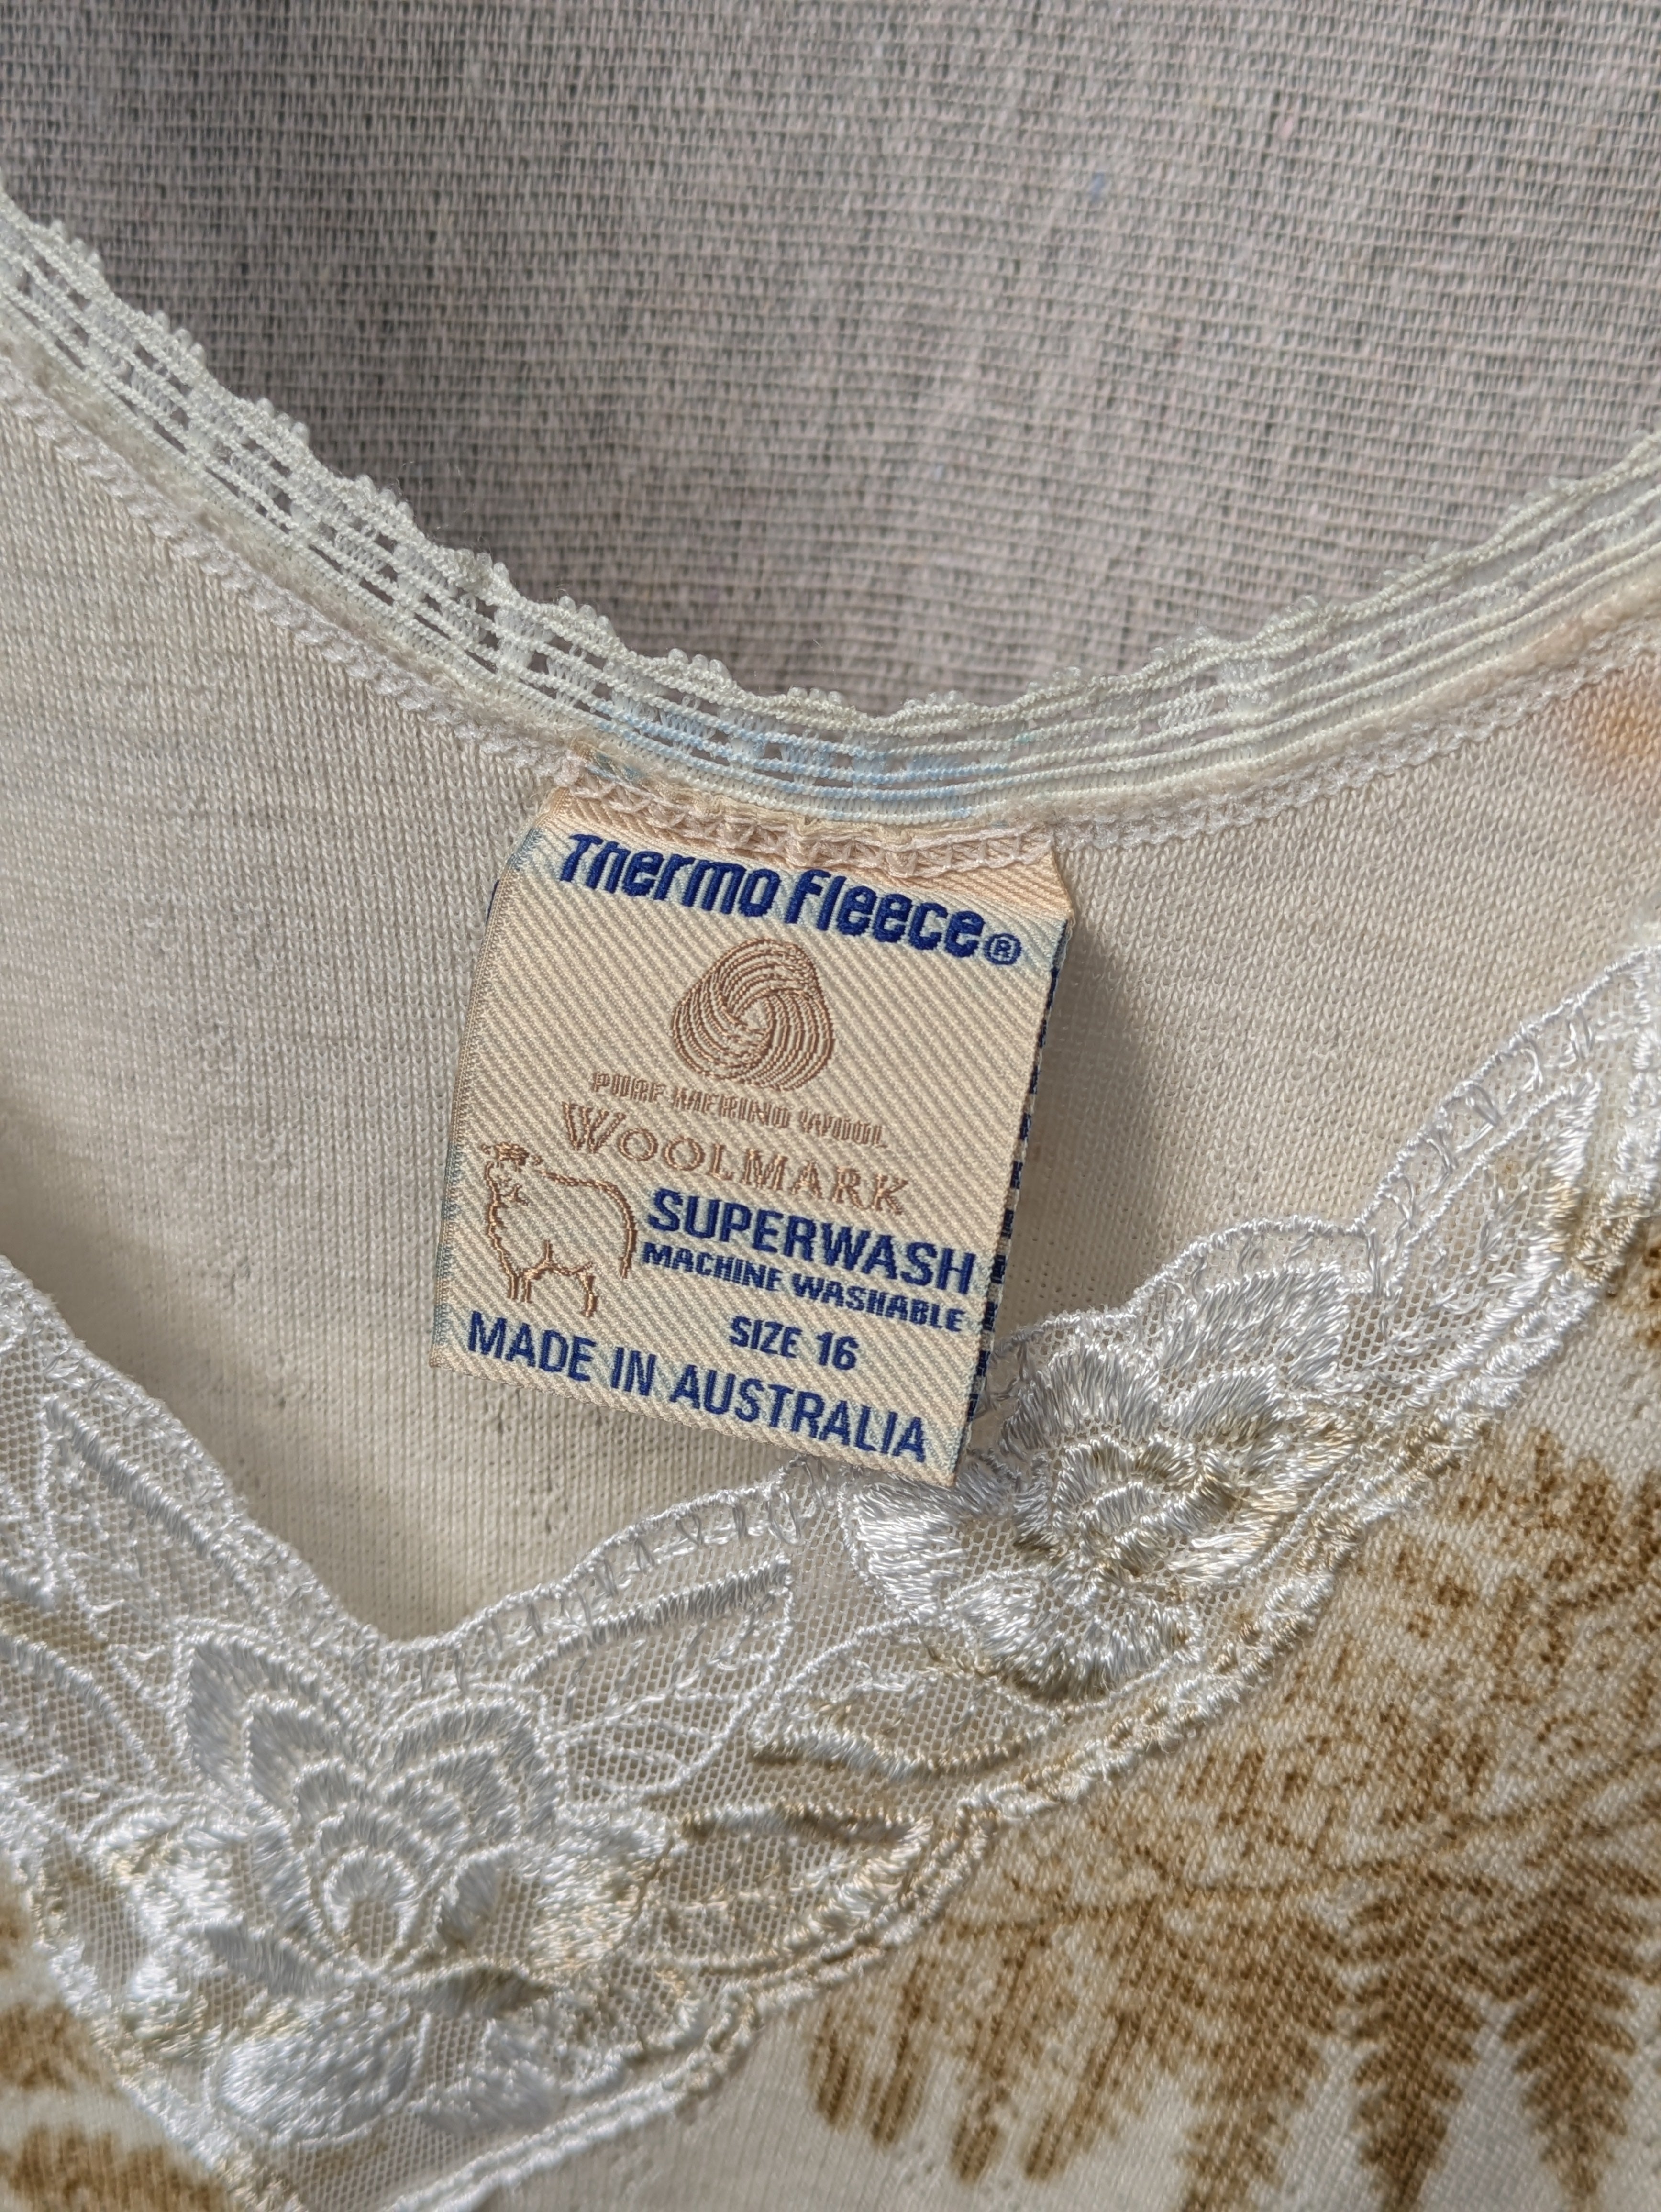 Thermo fleece®
PURE MERINO WOOL
WOOLMARK
SUPERWASH
MACHINE WASHABLE
SIZE 16
MADE IN AUSTRALIA